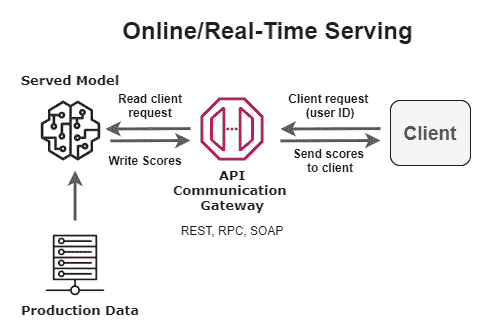 Online/Real-Time Serving
Served Model
Read client
request
Write Scores
API
Communication
Gateway
REST, RPC, SOAP
Client request
(user ID)
Send scores
to client
Client
Production Data